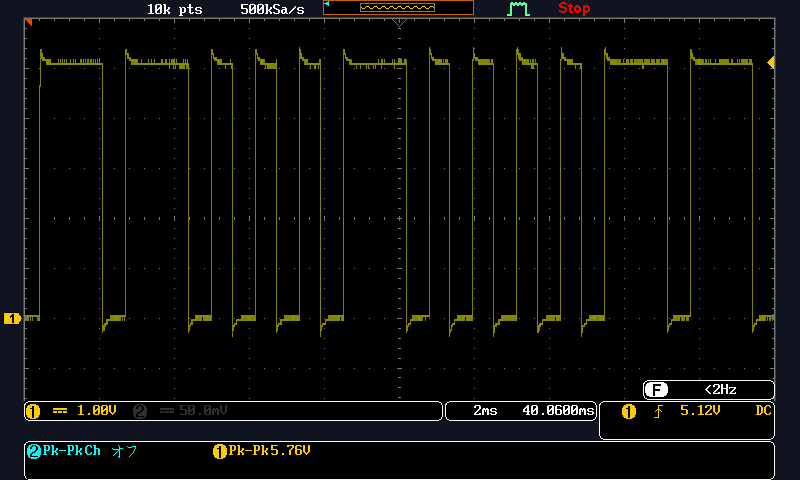 10k pts 500kSa/s Stop
1
F <2Hz
1 1.00V 2 50.0mV 2ms 40.0600ms 1 5.12V DC
2 Pk-PkCh オフ 1 Pk-Pk5.76V